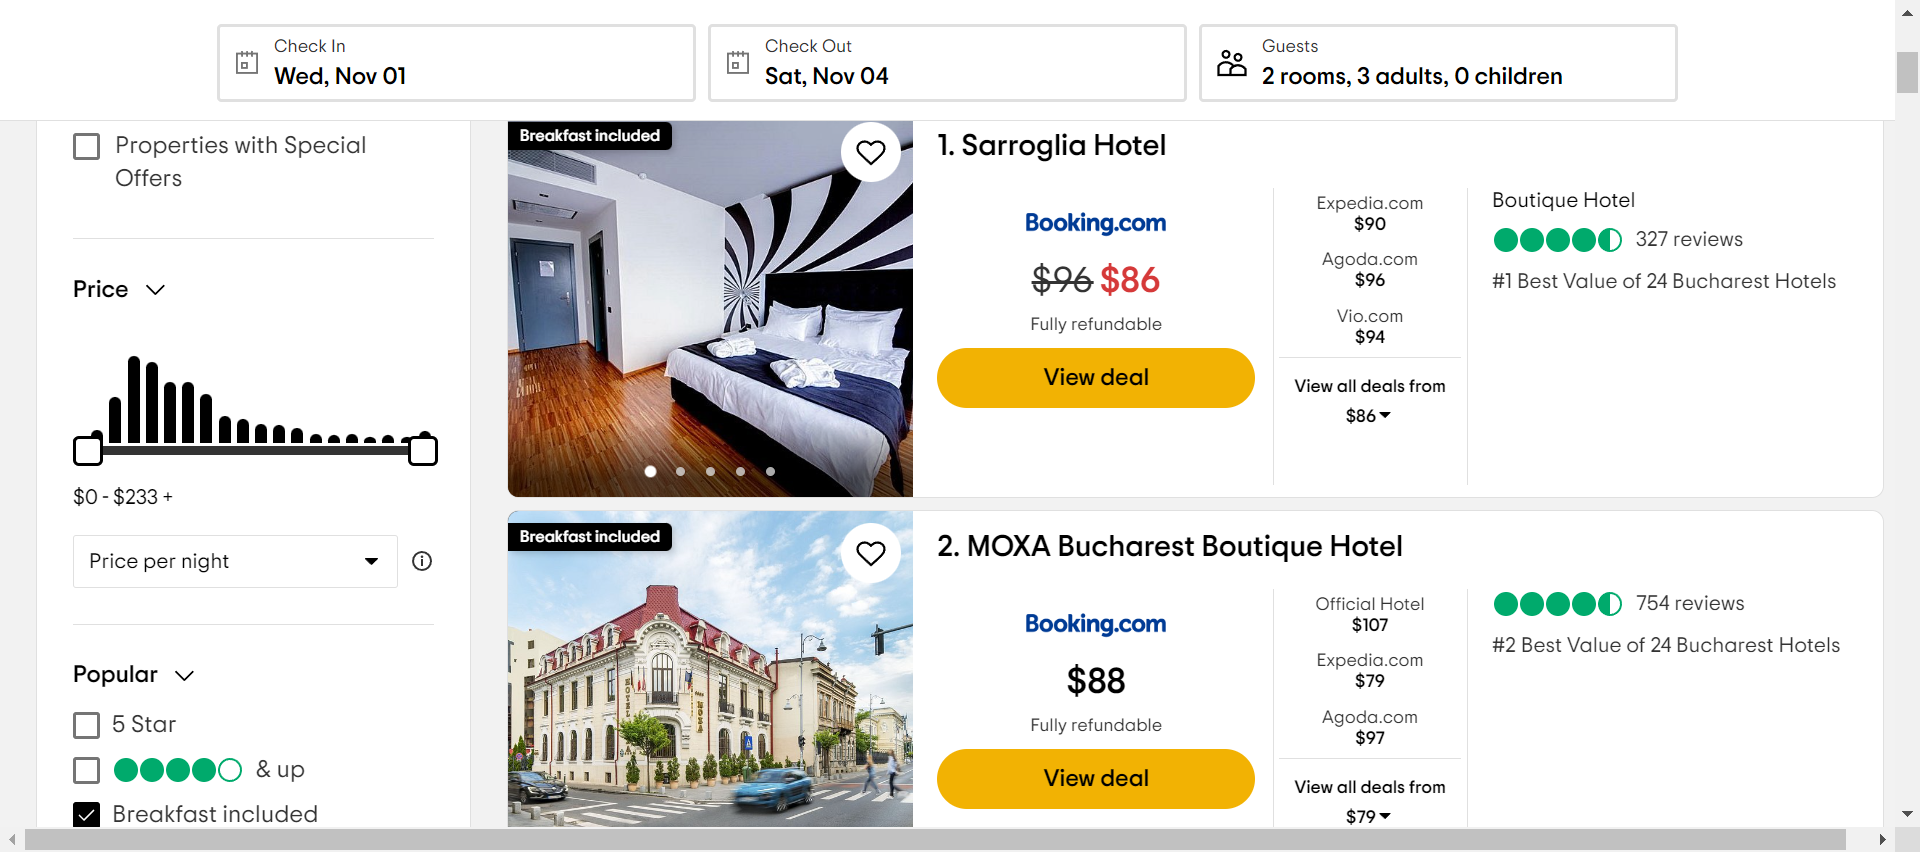 Check In
Wed, Nov 01
Check Out
Sat, Nov 04
Guests
2 rooms, 3 adults, 0 children
Properties with Special
Offers
Price
$0 - $233 +
Price per night
Popular
5 Star
& up
Breakfast included
Breakfast included
1. Sarroglia Hotel
Booking.com
$96 $86
Fully refundable
View deal
Expedia.com
$90
Agoda.com
$96
Vio.com
$94
View all deals from
$86
Boutique Hotel
327 reviews
#1 Best Value of 24 Bucharest Hotels
Breakfast included
2. MOXA Bucharest Boutique Hotel
Booking.com
$88
Fully refundable
View deal
Official Hotel
$107
Expedia.com
$79
Agoda.com
$97
View all deals from
$79
754 reviews
#2 Best Value of 24 Bucharest Hotels